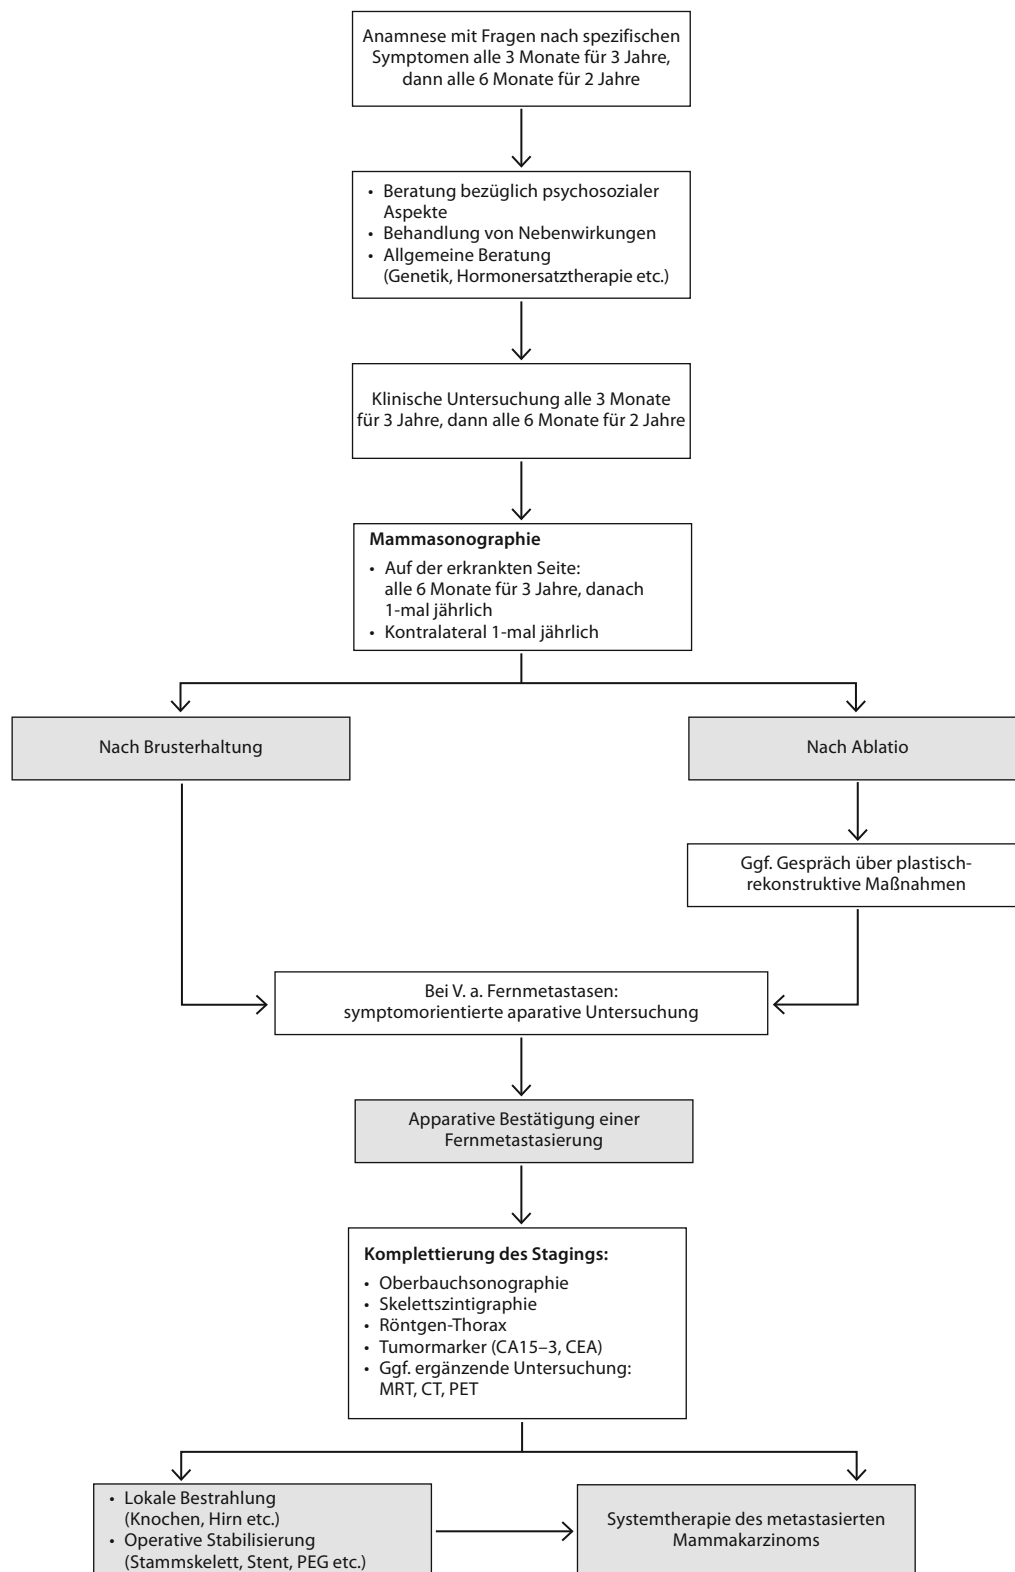 Anamnese mit Fragen nach spezifischen
Symptomen alle 3 Monate für 3 Jahre,
dann alle 6 Monate für 2 Jahre
• Beratung bezüglich psychosozialer
Aspekte
• Behandlung von Nebenwirkungen
• Allgemeine Beratung
(Genetik, Hormonersatztherapie etc.)
Klinische Untersuchung alle 3 Monate
für 3 Jahre, dann alle 6 Monate für 2 Jahre
Mammasonographie
• Auf der erkrankten Seite:
alle 6 Monate für 3 Jahre, danach
1-mal jährlich
• Kontralateral 1-mal jährlich
Nach Brusterhaltung
Nach Ablatio
Ggf. Gespräch über plastisch-
rekonstruktive Maßnahmen
Bei V. a. Fernmetastasen:
symptomorientierte aparative Untersuchung
Apparative Bestätigung einer
Fernmetastasierung
Komplettierung des Stagings:
• Oberbauchsonographie
• Skelettszintigraphie
• Röntgen-Thorax
• Tumormarker (CA15–3, CEA)
• Ggf. ergänzende Untersuchung:
MRT, CT, PET
• Lokale Bestrahlung
(Knochen, Hirn etc.)
• Operative Stabilisierung
(Stammskelett, Stent, PEG etc.)
Systemtherapie des metastasierten
Mammakarzinoms